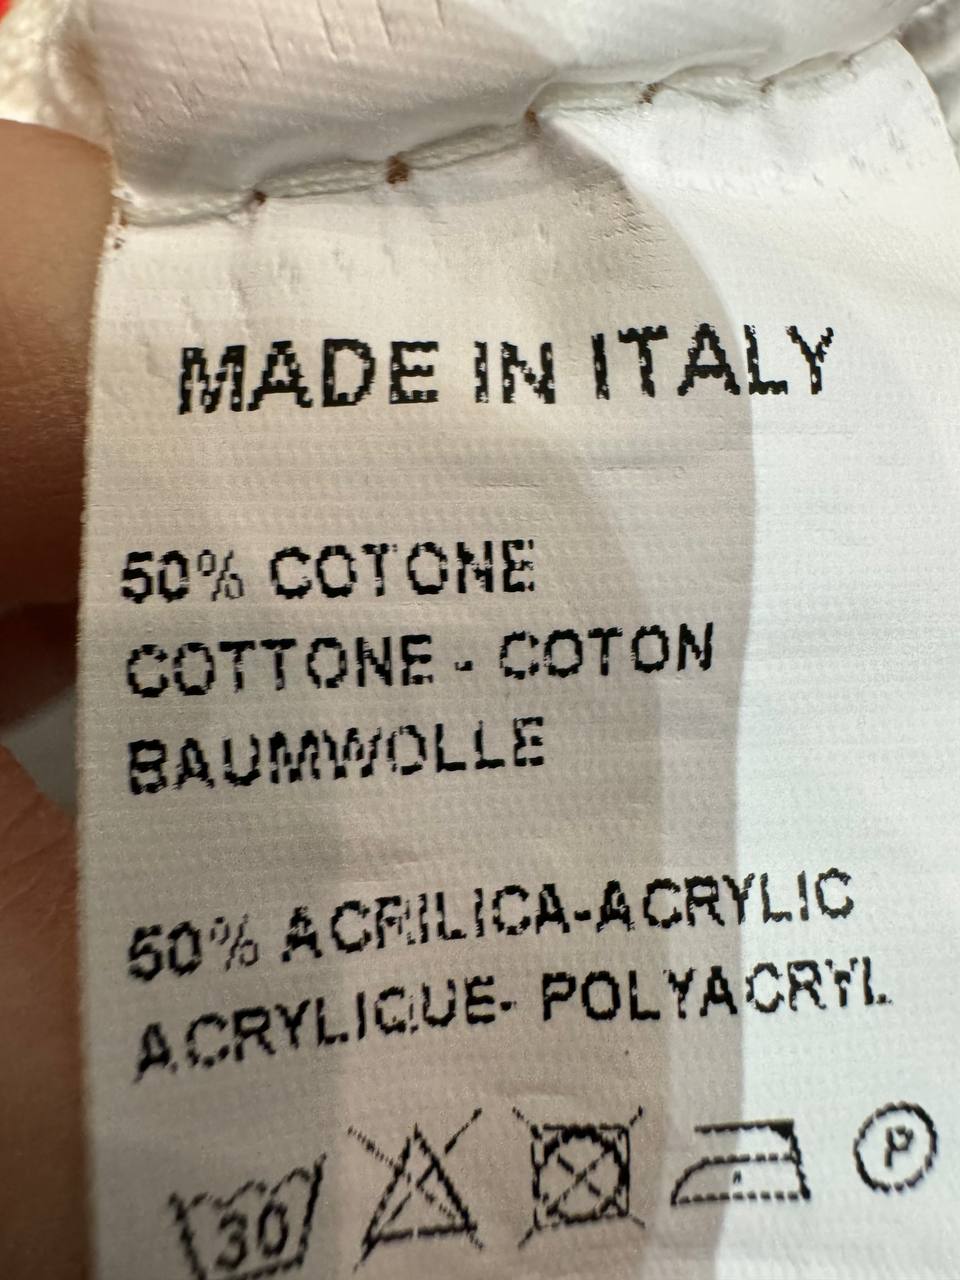 MADE IN ITALY
50% COTONE
COTTONE - COTON
BAUMWOLLE
50% ACRILICA-ACRYLIC
ACRYLIQUE- POLYACRYL
30 P